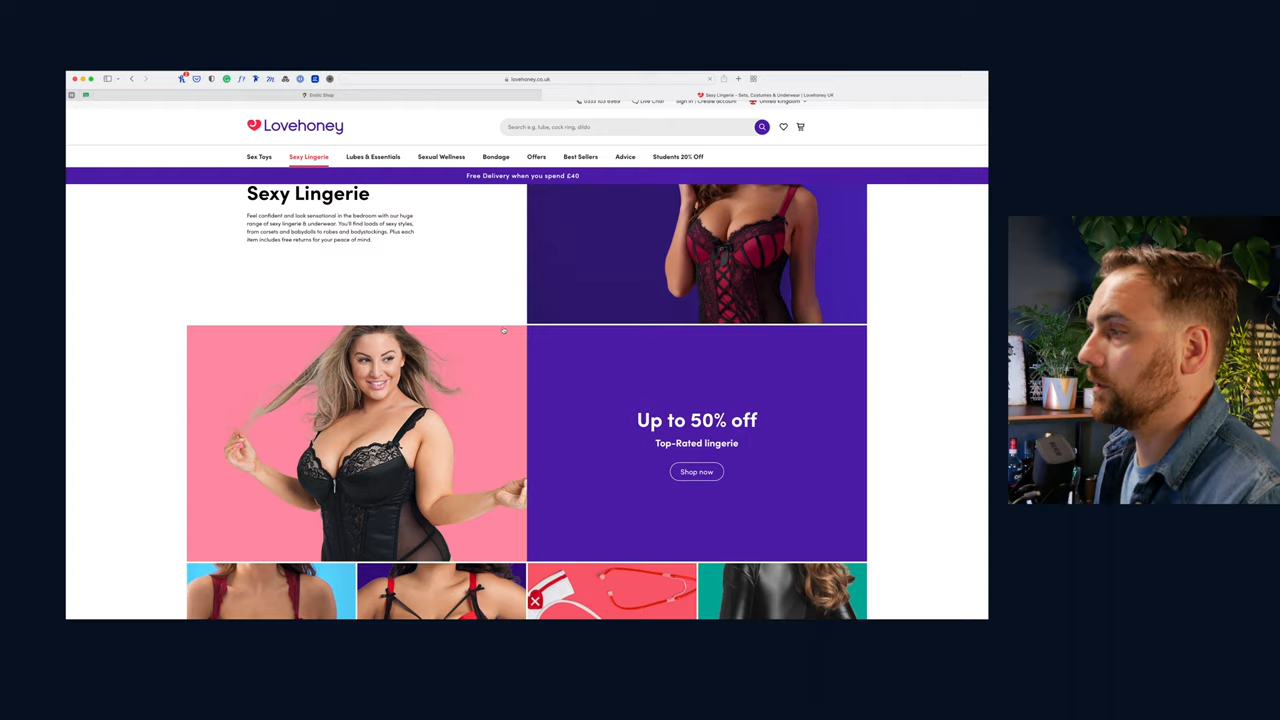 lovehoney.co.uk
Erotic Shop
Sexy Lingerie – Sets, Costumes & Underwear | Lovehoney UK
Live Chat
Sign in | Create account
United Kingdom
Lovehoney
Search e.g. lube, cock ring, dildo
Sex Toys Sexy Lingerie Lubes & Essentials Sexual Wellness Bondage Offers Best Sellers Advice Students 20% Off
Free Delivery when you spend £40
Sexy Lingerie
Feel confident and look sensational in the bedroom with our huge
range of sexy lingerie & underwear. You'll find loads of sexy styles,
from corsets and babydolls to robes and bodystockings. Plus each
item includes free returns for your peace of mind.
Up to 50% off
Top-Rated lingerie
Shop now